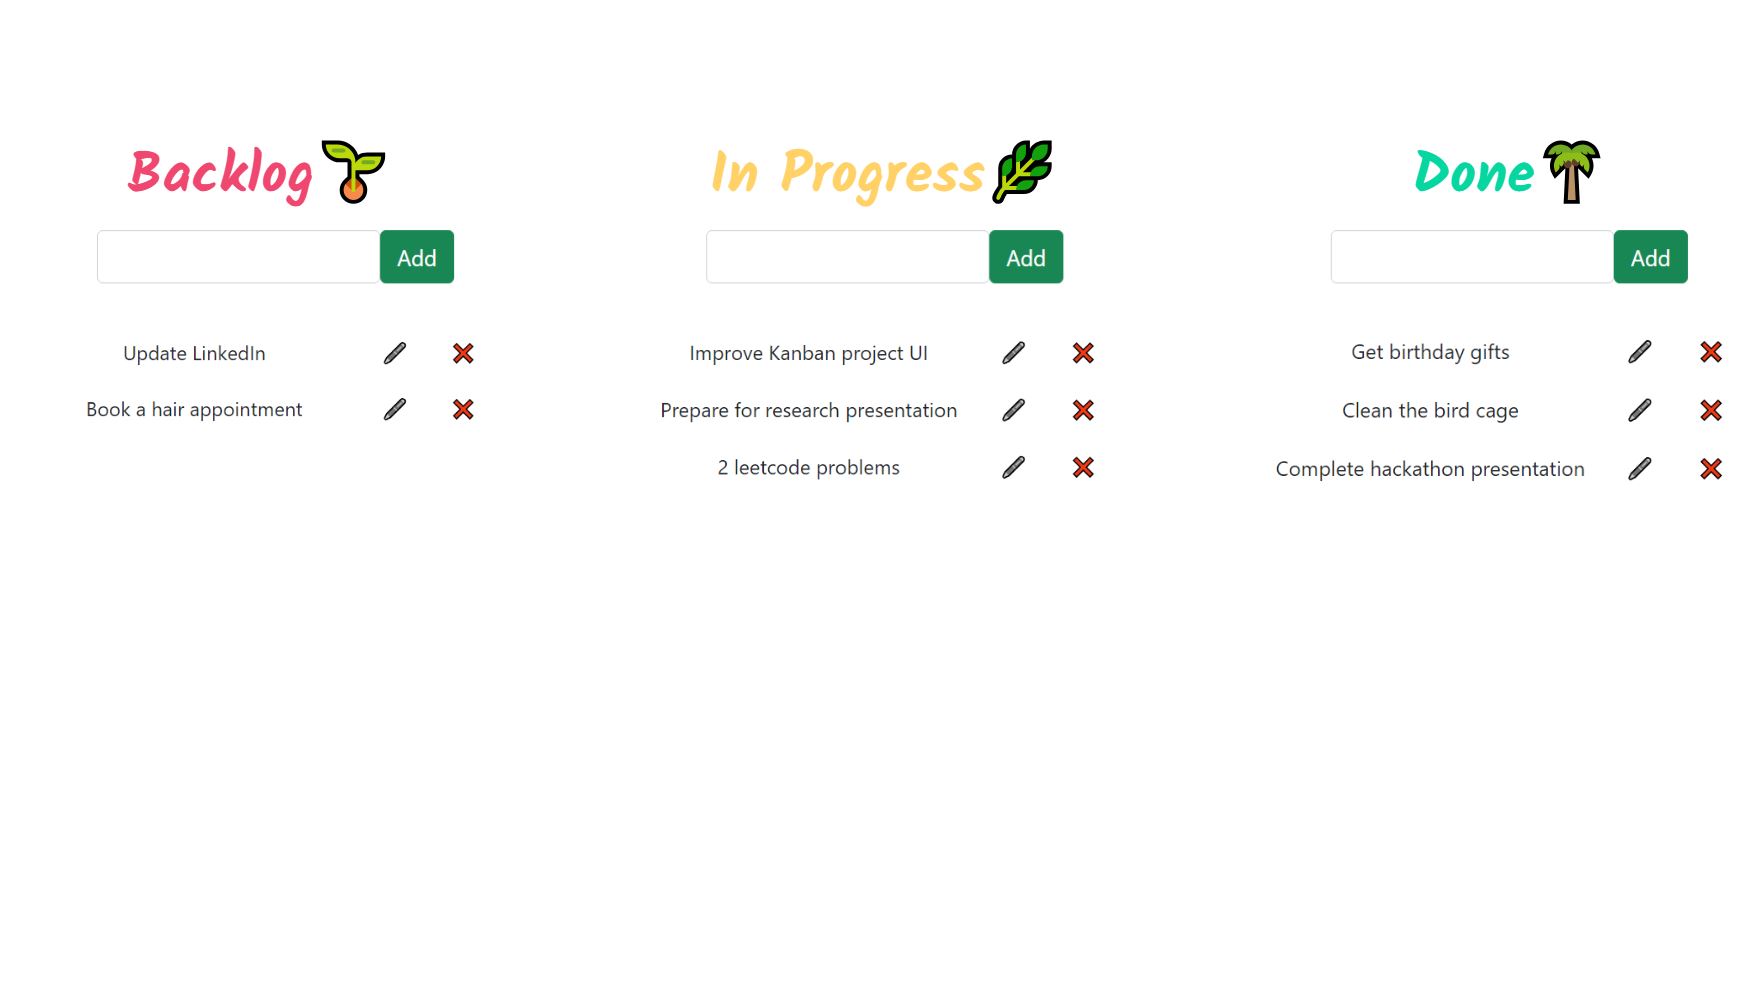 Backlog
Add
Update LinkedIn
Book a hair appointment
In Progress
Add
Improve Kanban project UI
Prepare for research presentation
2 leetcode problems
Done
Add
Get birthday gifts
Clean the bird cage
Complete hackathon presentation